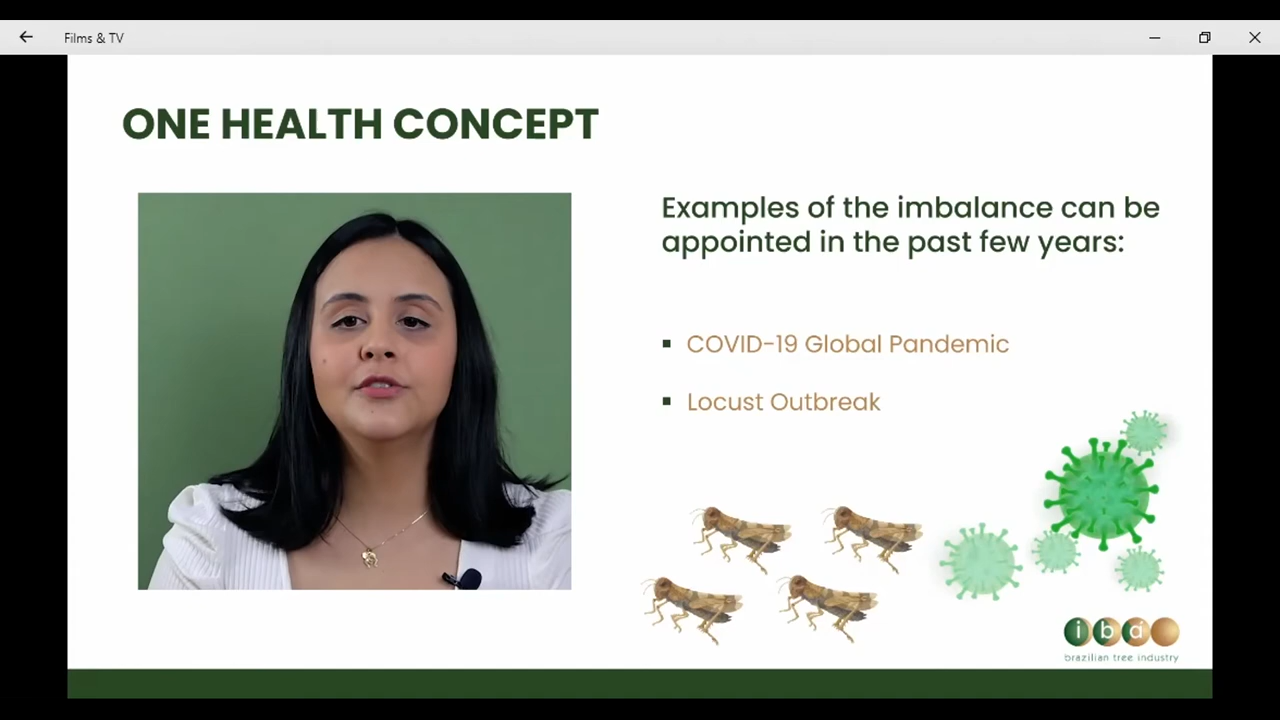 Films & TV
ONE HEALTH CONCEPT
Examples of the imbalance can be
appointed in the past few years:
▪ COVID-19 Global Pandemic
▪ Locust Outbreak
ibá
brazilian tree industry